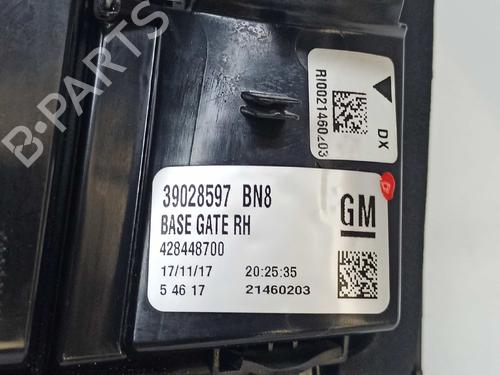 B-PARTS
RI0021460203
DX
39028597 BN8
BASE GATE RH
428448700
GM
17/11/17 20:25:35
5 46 17 21460203